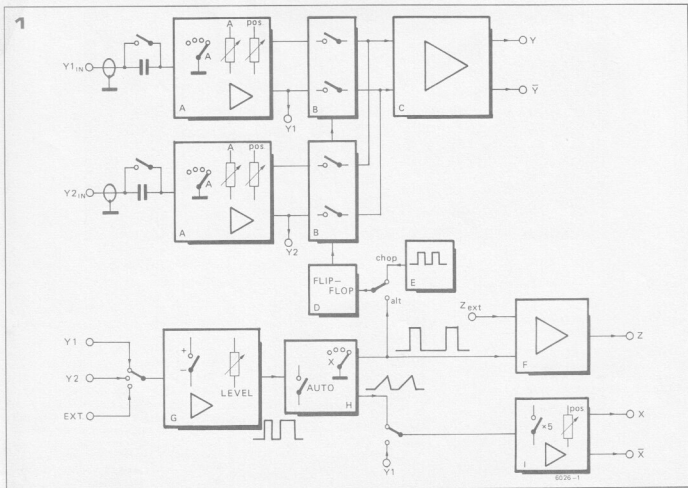 1
A pos
Y1IN
A
A
Y1
B
C
Y
Y̅
A pos
Y2IN
A
A
Y2
B
chop
E
FLIP-
FLOP
D
alt
Zext
F
Z
Y1
Y2
EXT
+
-
LEVEL
G
X
AUTO
H
Y1
pos
×5
I
X
X̅
6026-1